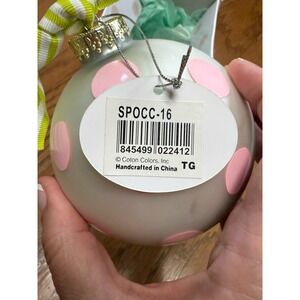 SPOCC-16
845499 022412
© Coton Colors, Inc
Handcrafted in China TG